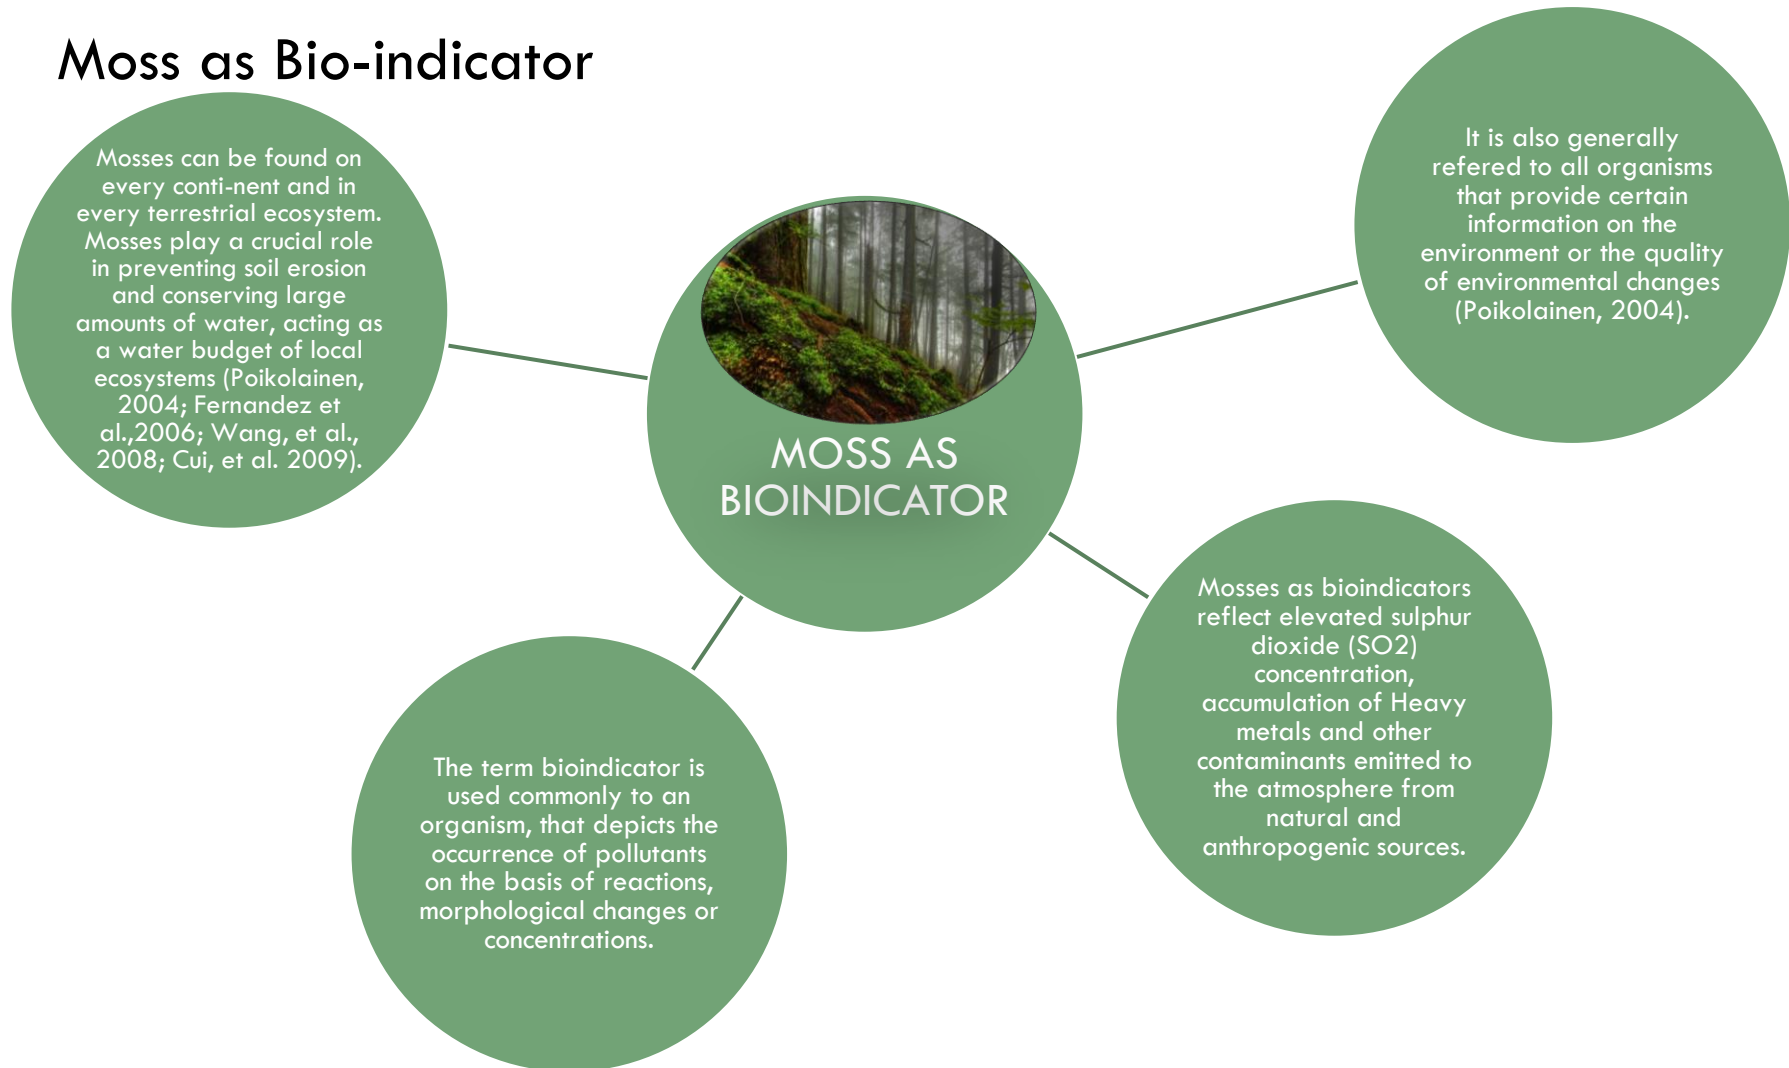 Moss as Bio-indicator
Mosses can be found on
every conti-nent and in
every terrestrial ecosystem.
Mosses play a crucial role
in preventing soil erosion
and conserving large
amounts of water, acting as
a water budget of local
ecosystems (Poikolainen,
2004; Fernandez et
al.,2006; Wang, et al.,
2008; Cui, et al. 2009).
MOSS AS
BIOINDICATOR
It is also generally
refered to all organisms
that provide certain
information on the
environment or the quality
of environmental changes
(Poikolainen, 2004).
Mosses as bioindicators
reflect elevated sulphur
dioxide (SO2)
concentration,
accumulation of Heavy
metals and other
contaminants emitted to
the atmosphere from
natural and
anthropogenic sources.
The term bioindicator is
used commonly to an
organism, that depicts the
occurrence of pollutants
on the basis of reactions,
morphological changes or
concentrations.